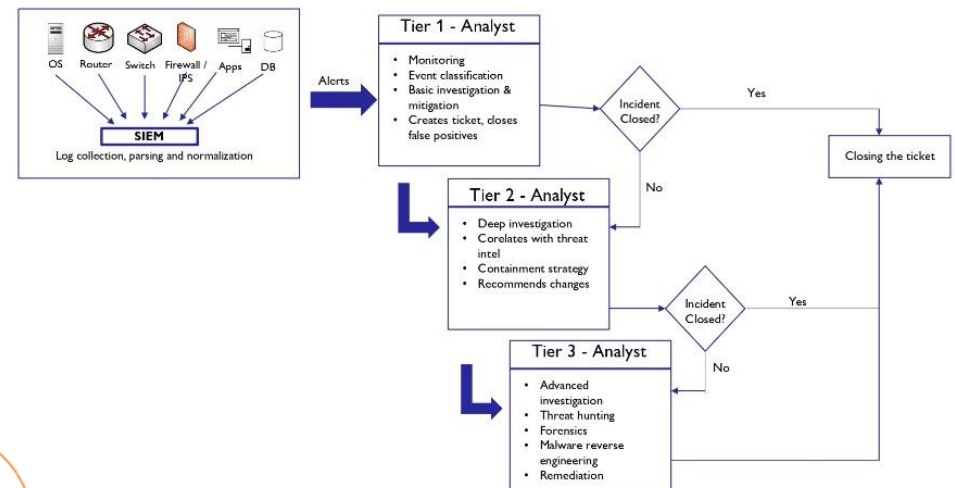 OS
Router
Switch
Firewall /
IPS
Apps
DB
SIEM
Log collection, parsing and normalization
Alerts
Tier 1 - Analyst
• Monitoring
• Event classification
• Basic investigation &
mitigation
• Creates ticket, closes
false positives
Incident
Closed?
Yes
Closing the ticket
No
Tier 2 - Analyst
• Deep investigation
• Corelates with threat
intel
• Containment strategy
• Recommends changes
Incident
Closed?
Yes
No
Tier 3 - Analyst
• Advanced
investigation
• Threat hunting
• Forensics
• Malware reverse
engineering
• Remediation